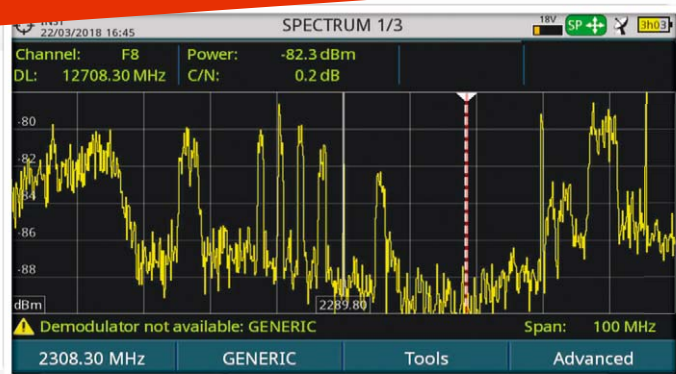 22/03/2018 16:45
SPECTRUM 1/3
18V
SP
3h03
Channel: F8
Power: -82.3 dBm
DL: 12708.30 MHz
C/N: 0.2 dB
-80
-82
-84
-86
-88
dBm
2289.80
Demodulator not available: GENERIC
Span: 100 MHz
2308.30 MHz
GENERIC
Tools
Advanced